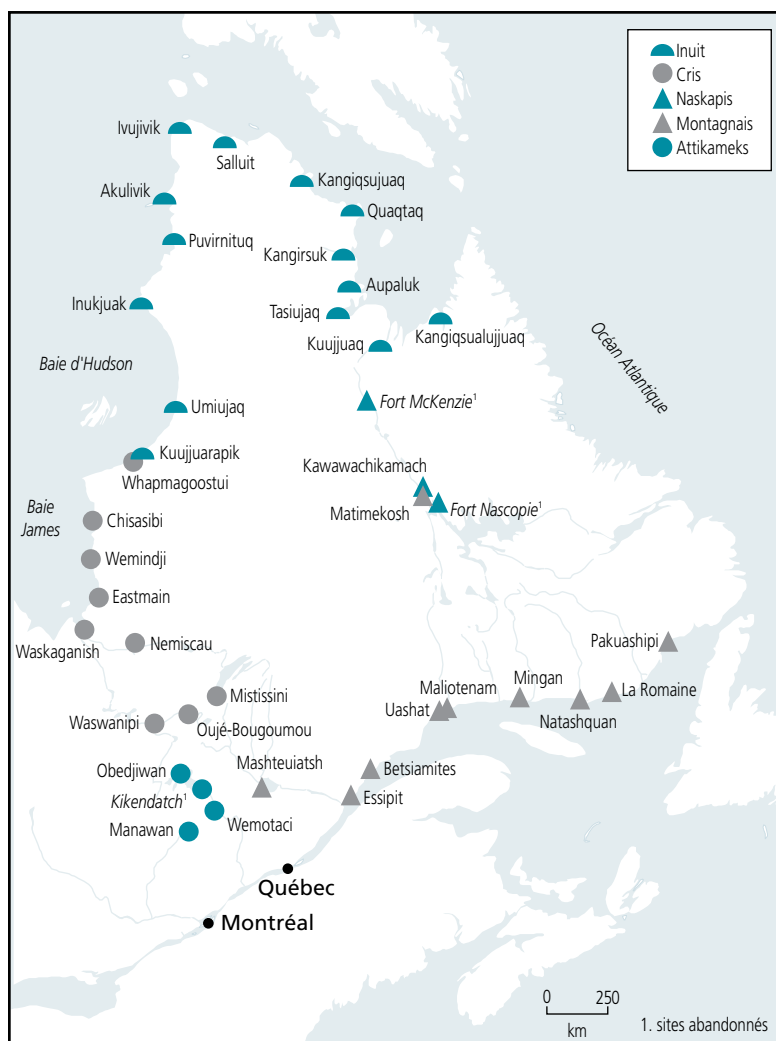 Inuit
Cris
Naskapis
Montagnais
Attikameks
Ivujivik
Salluit
Kangiqsujuaq
Akulivik
Quaqtaq
Puvirnituq
Kangirsuk
Aupaluk
Inukjuak
Tasiujaq
Kangiqsualujjuaq
Kuujjuaq
Océan Atlantique
Baie d'Hudson
Umiujaq
Fort McKenzie¹
Kuujjuarapik
Whapmagoostui
Kawawachikamach
Baie
James
Chisasibi
Matimekosh
Fort Nascopie¹
Wemindji
Eastmain
Waskaganish
Nemiscau
Pakuashipi
Mistissini
Maliotenam
Mingan
La Romaine
Uashat
Natashquan
Waswanipi
Oujé-Bougoumou
Mashteuiatsh
Obedjiwan
Betsiamites
Kikendatch¹
Essipit
Manawan
Wemotaci
Québec
Montréal
0 250
km
1. sites abandonnés